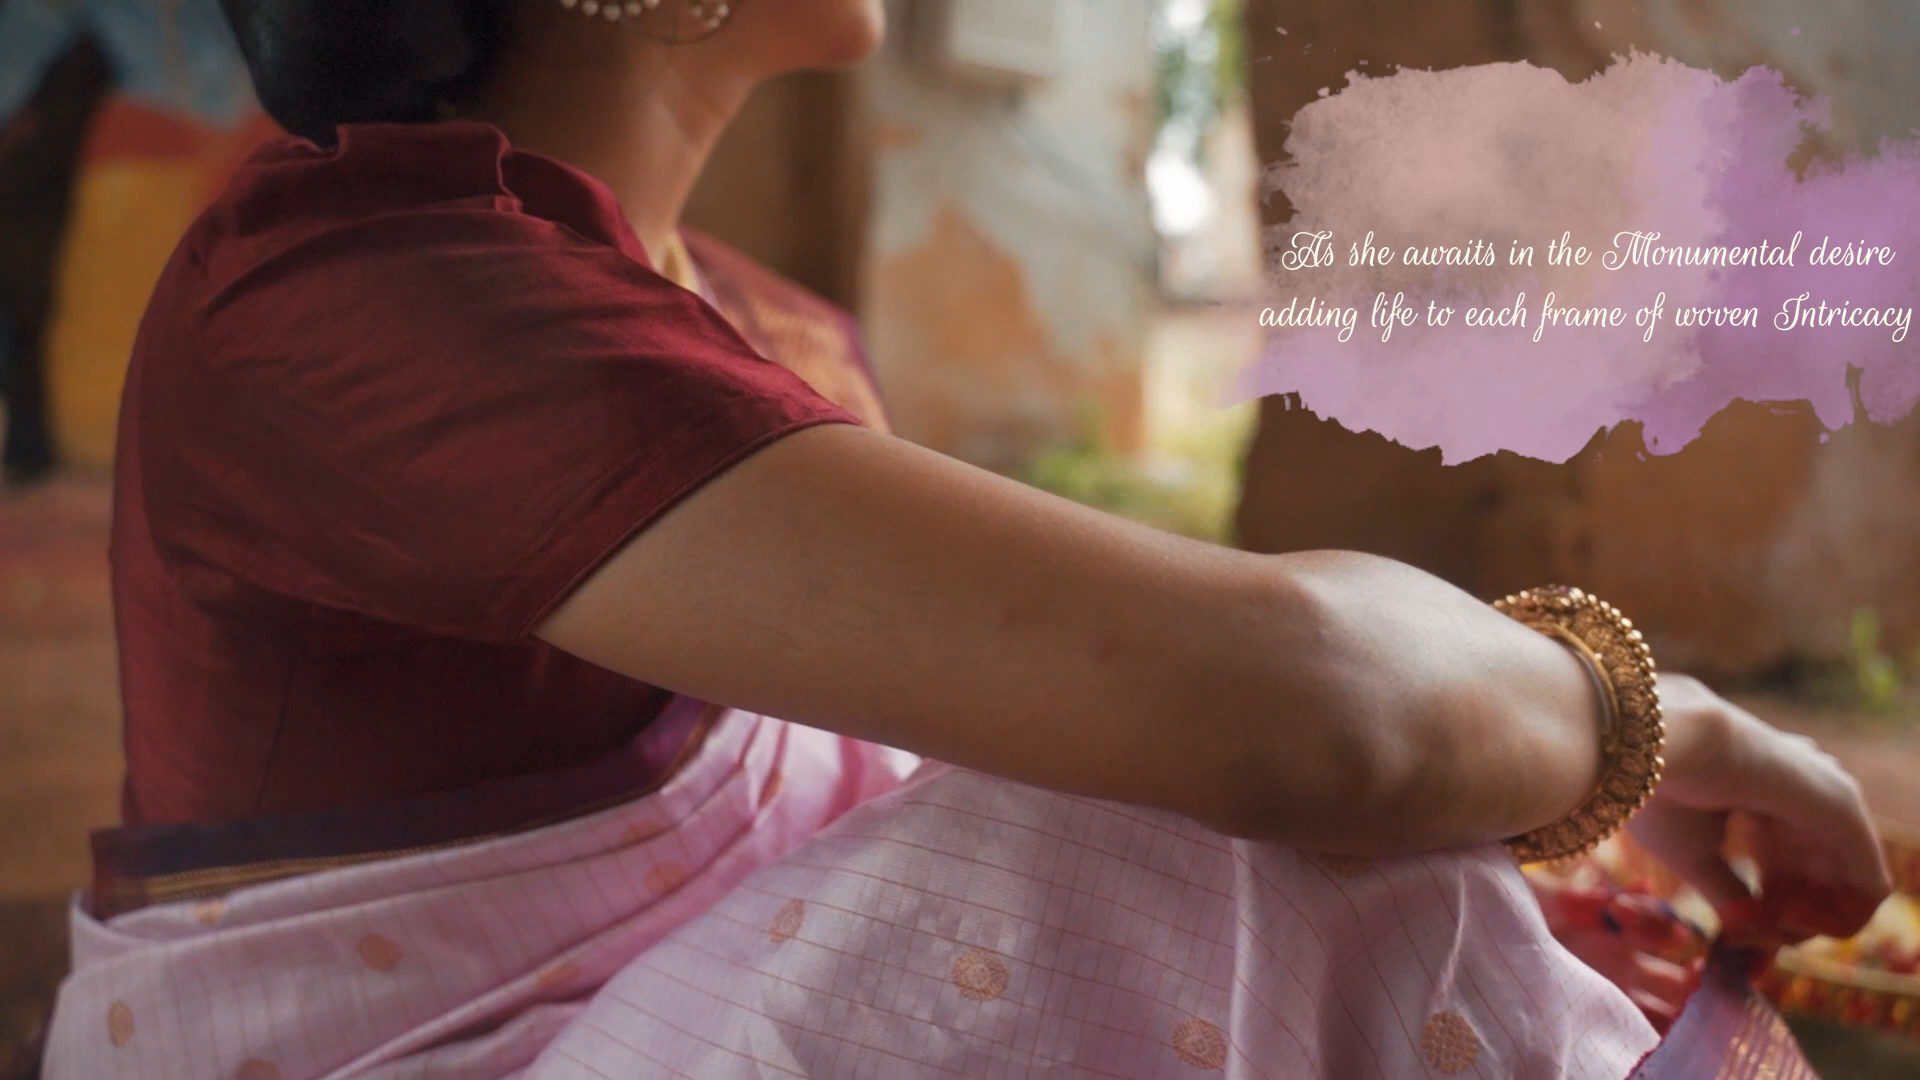 As she awaits in the Monumental desire
adding life to each frame of woven Intricacy